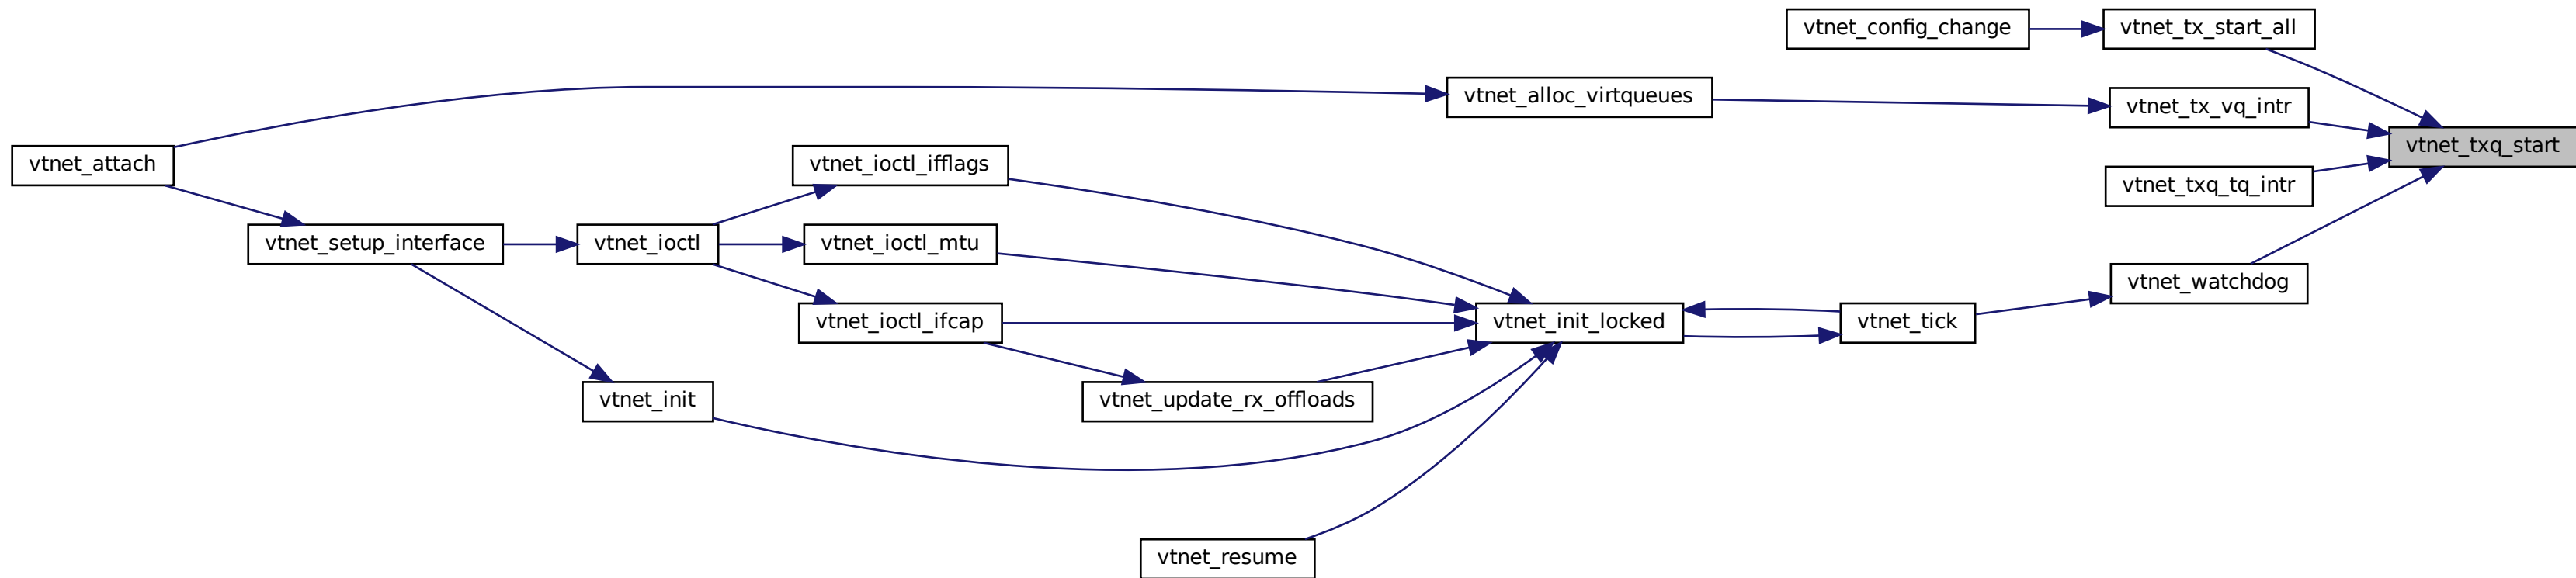 vtnet_config_change
vtnet_tx_start_all
vtnet_alloc_virtqueues
vtnet_tx_vq_intr
vtnet_txq_start
vtnet_attach
vtnet_ioctl_ifflags
vtnet_txq_tq_intr
vtnet_setup_interface
vtnet_ioctl
vtnet_ioctl_mtu
vtnet_watchdog
vtnet_ioctl_ifcap
vtnet_init_locked
vtnet_tick
vtnet_init
vtnet_update_rx_offloads
vtnet_resume